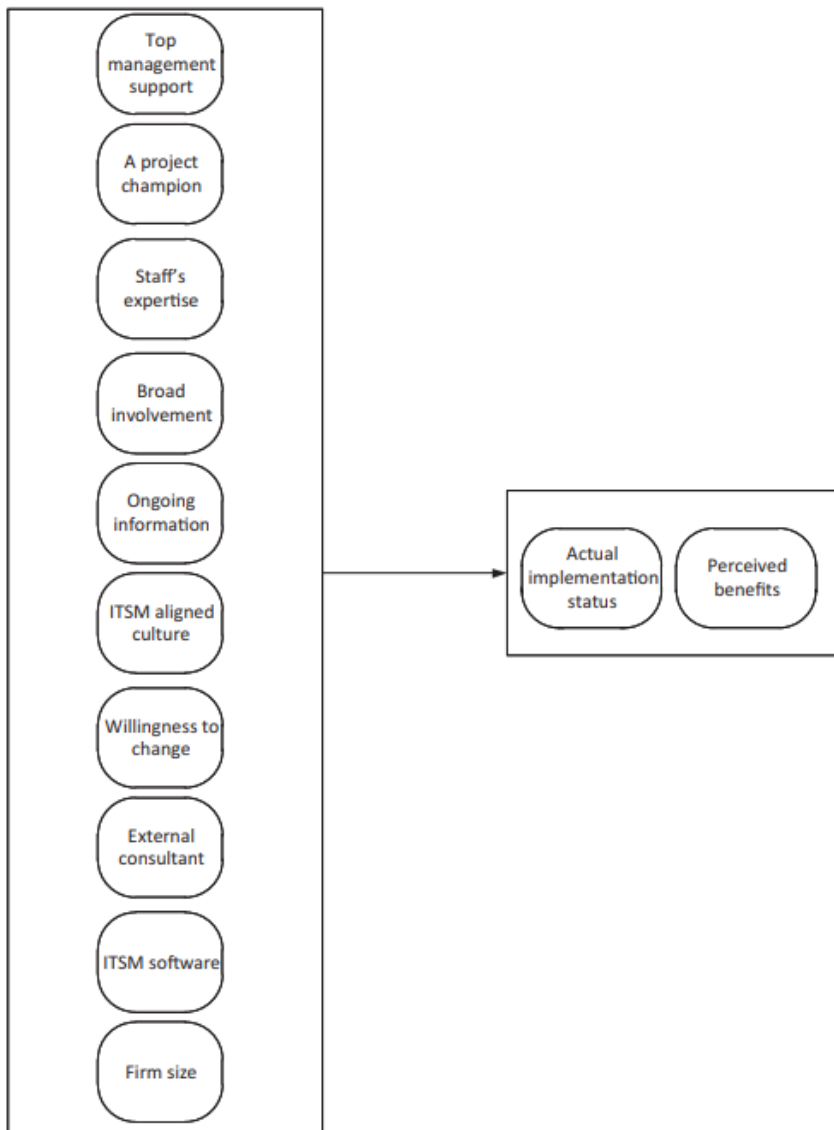 Top
management
support
A project
champion
Staff's
expertise
Broad
involvement
Ongoing
information
ITSM aligned
culture
Willingness to
change
External
consultant
ITSM software
Firm size
Actual
implementation
status
Perceived
benefits